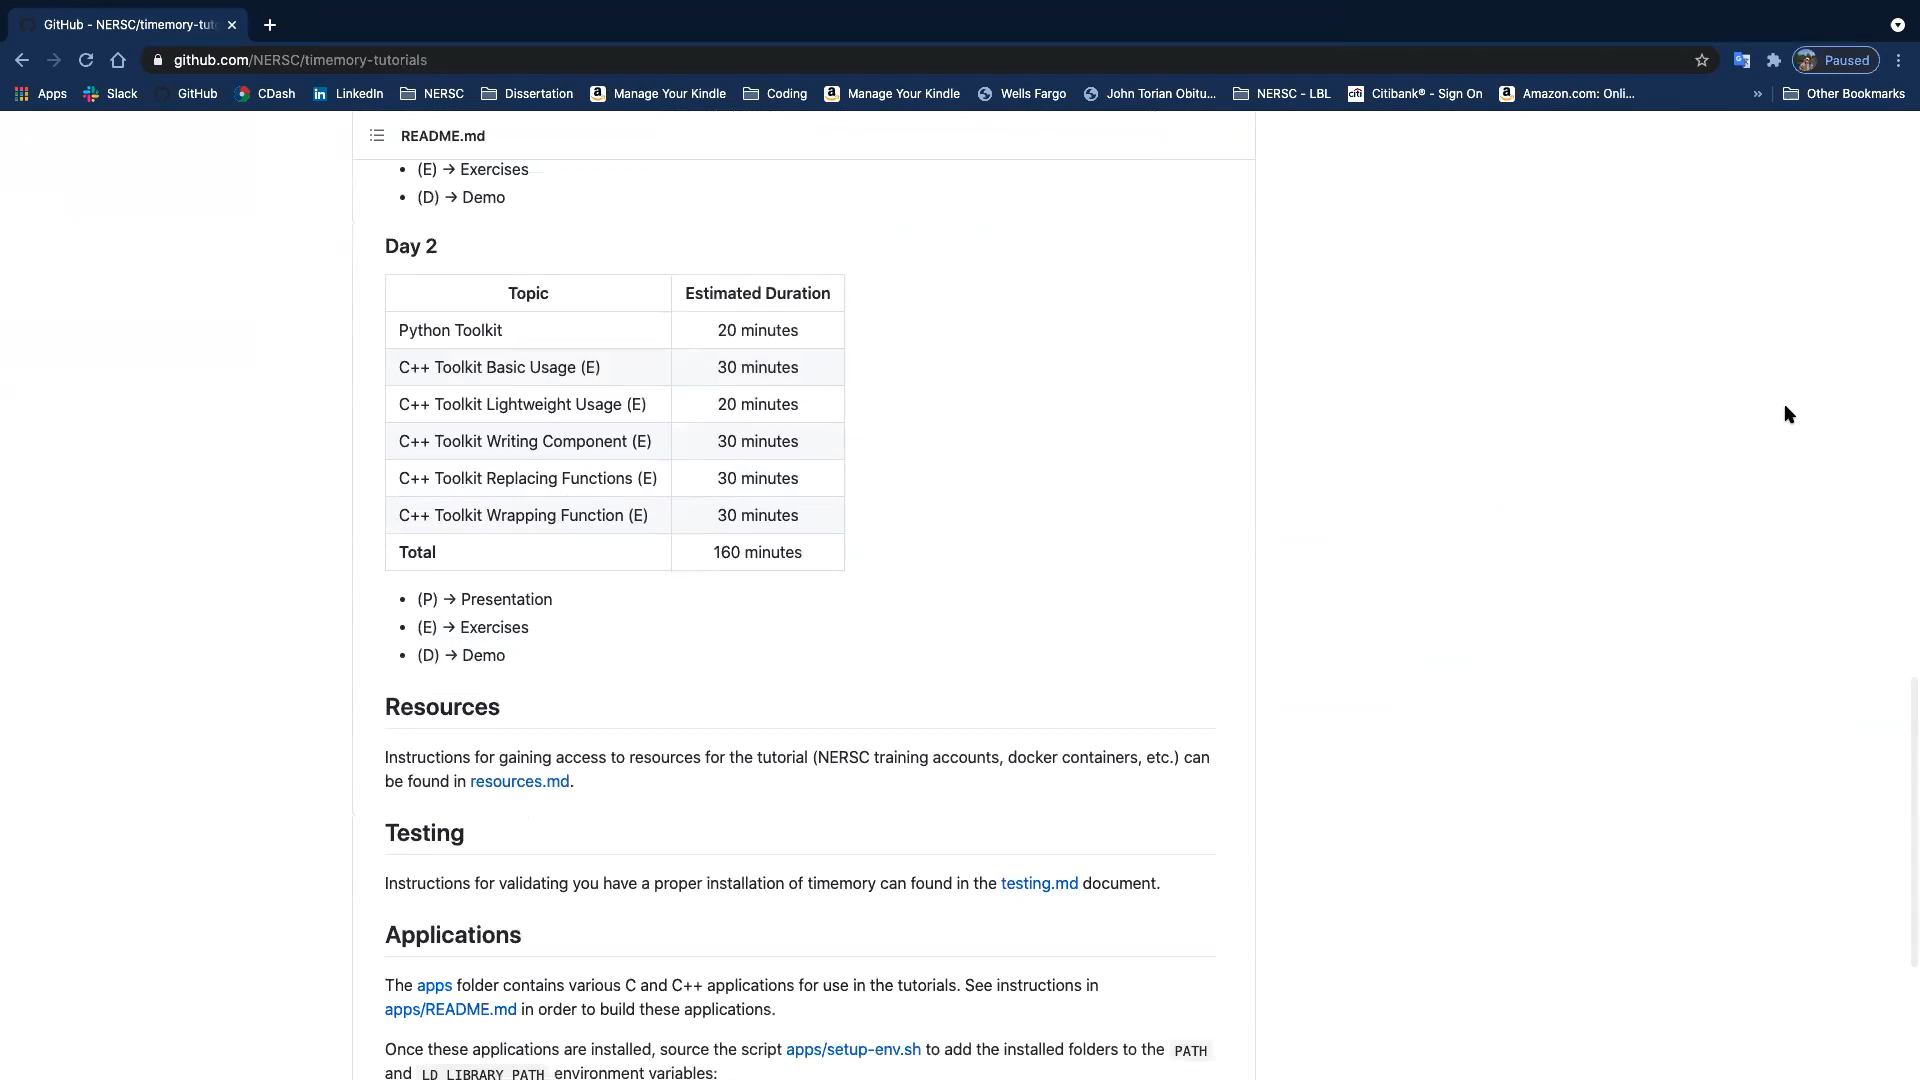 GitHub - NERSC/timemory-tut
github.com/NERSC/timemory-tutorials
Paused
Apps Slack GitHub CDash LinkedIn NERSC Dissertation Manage Your Kindle Coding Manage Your Kindle Wells Fargo John Torian Obitu... NERSC - LBL Citibank® - Sign On Amazon.com: Onli... » Other Bookmarks
README.md
• (E) → Exercises
• (D) → Demo
Day 2
Topic Estimated Duration
Python Toolkit 20 minutes
C++ Toolkit Basic Usage (E) 30 minutes
C++ Toolkit Lightweight Usage (E) 20 minutes
C++ Toolkit Writing Component (E) 30 minutes
C++ Toolkit Replacing Functions (E) 30 minutes
C++ Toolkit Wrapping Function (E) 30 minutes
Total 160 minutes
• (P) → Presentation
• (E) → Exercises
• (D) → Demo
Resources
Instructions for gaining access to resources for the tutorial (NERSC training accounts, docker containers, etc.) can
be found in resources.md.
Testing
Instructions for validating you have a proper installation of timemory can found in the testing.md document.
Applications
The apps folder contains various C and C++ applications for use in the tutorials. See instructions in
apps/README.md in order to build these applications.
Once these applications are installed, source the script apps/setup-env.sh to add the installed folders to the PATH
and LD_LIBRARY_PATH environment variables: